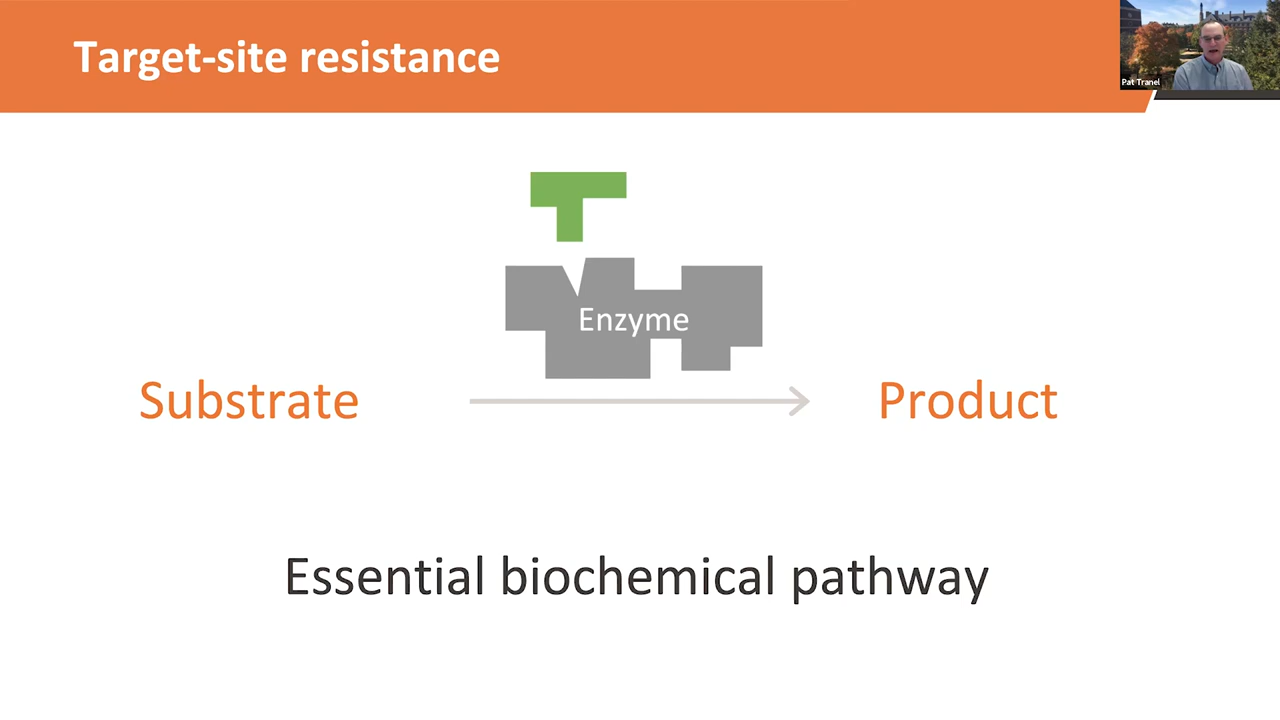 Target-site resistance
Pat Tranel
Enzyme
Substrate
Product
Essential biochemical pathway